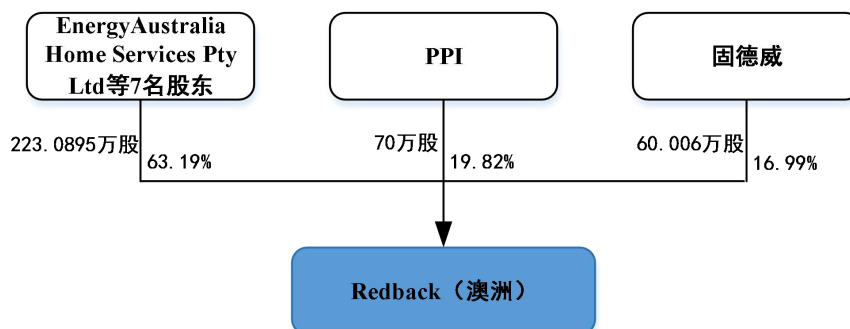 EnergyAustralia
Home Services Pty
Ltd等7名股东
PPI
固德威
223.0895万股
63.19%
70万股
19.82%
60.006万股
16.99%
Redback（澳洲）